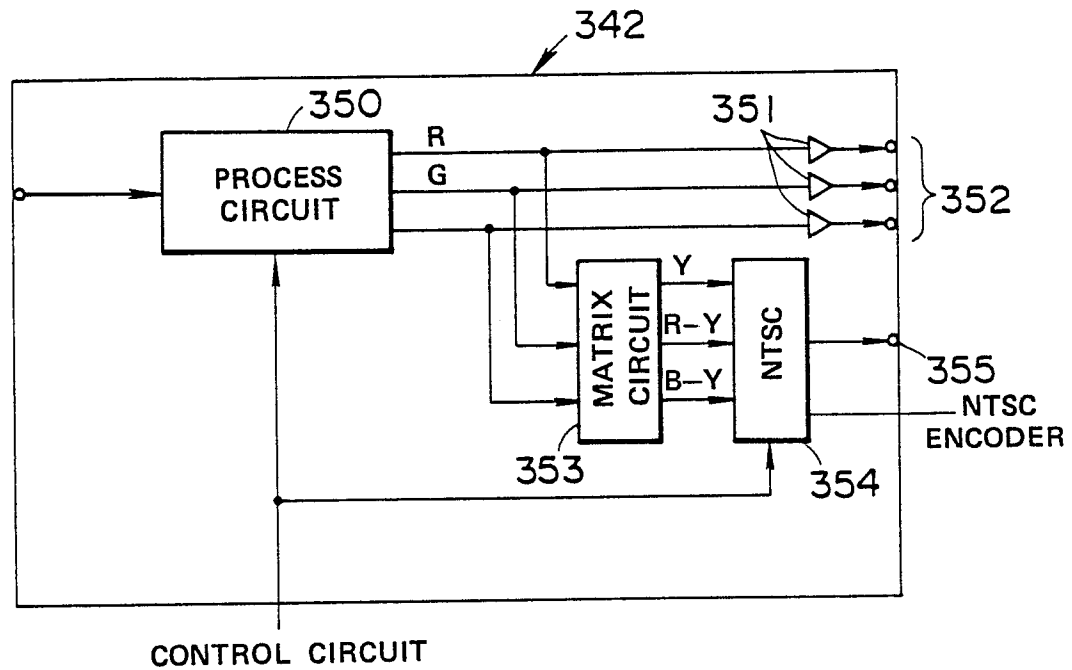 342
350
351
R
G
PROCESS
CIRCUIT
352
Y
R-Y
B-Y
MATRIX
CIRCUIT
NTSC
353
354
355
NTSC
ENCODER
CONTROL CIRCUIT